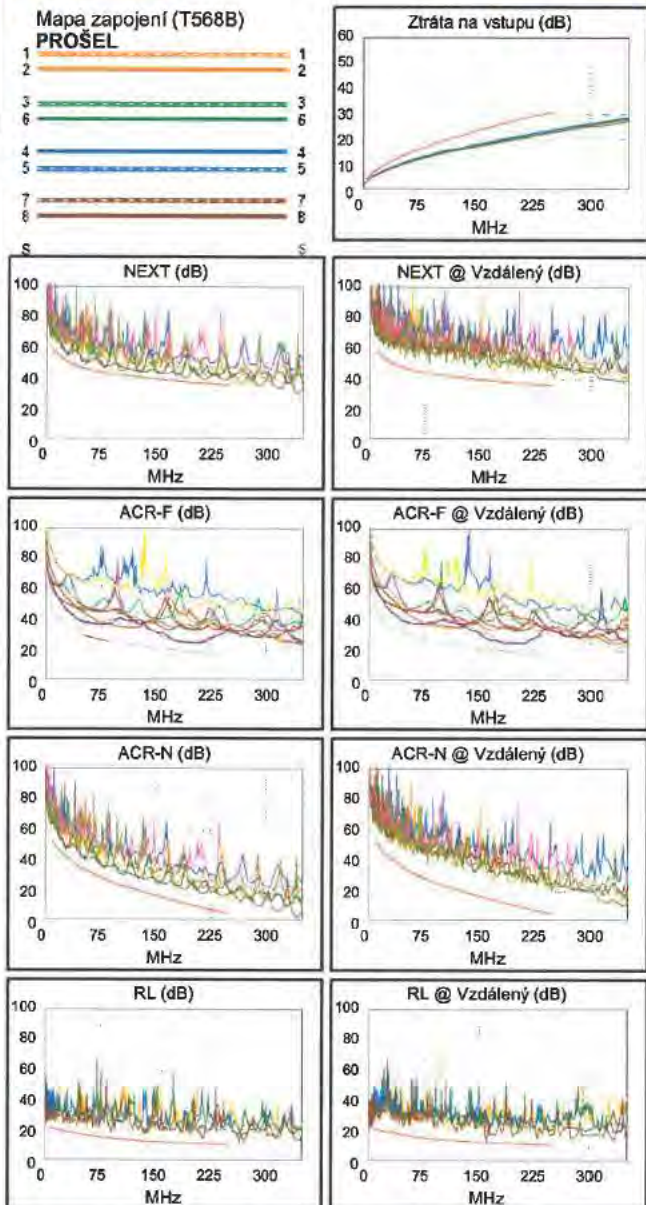 Mapa zapojení (T568B)
PROŠEL
1 1
2 2
3 3
6 6
4 4
5 5
7 7
8 8
S S
Ztráta na vstupu (dB)
60
50
40
30
20
10
0
0 75 150 225 300
MHz
NEXT (dB)
100
80
60
40
20
0
0 75 150 225 300
MHz
NEXT @ Vzdálený (dB)
100
80
60
40
20
0
0 75 150 225 300
MHz
ACR-F (dB)
100
80
60
40
20
0
0 75 150 225 300
MHz
ACR-F @ Vzdálený (dB)
100
80
60
40
20
0
0 75 150 225 300
MHz
ACR-N (dB)
100
80
60
40
20
0
0 75 150 225 300
MHz
ACR-N @ Vzdálený (dB)
100
80
60
40
20
0
0 75 150 225 300
MHz
RL (dB)
100
80
60
40
20
0
0 75 150 225 300
MHz
RL @ Vzdálený (dB)
100
80
60
40
20
0
0 75 150 225 300
MHz